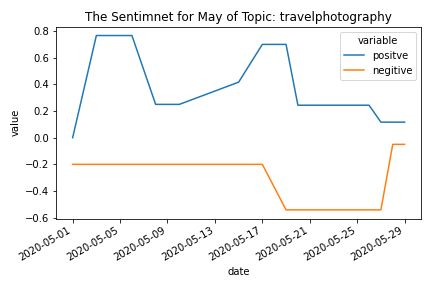 The Sentimnet for May of Topic: travelphotography
variable
positve
negitive
value
0.8
0.6
0.4
0.2
0.0
−0.2
−0.4
−0.6
2020-05-01
2020-05-05
2020-05-09
2020-05-13
2020-05-17
2020-05-21
2020-05-25
2020-05-29
date